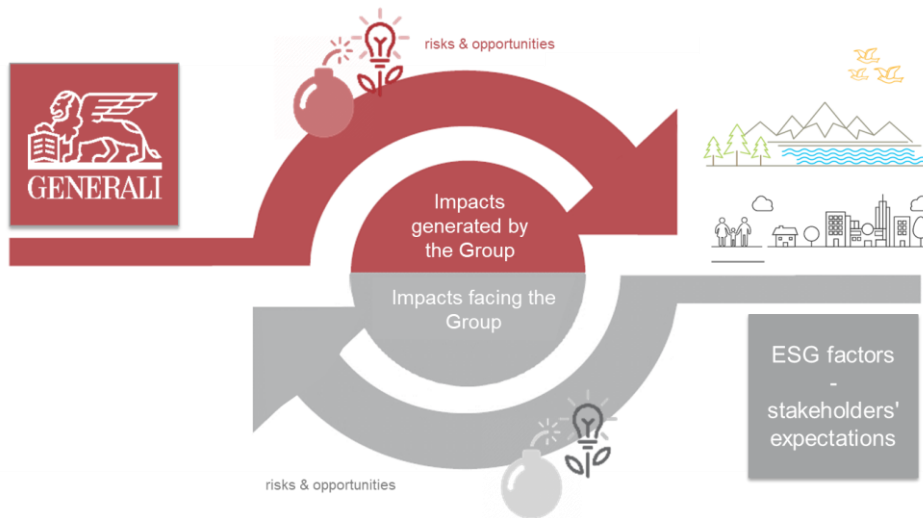 risks & opportunities
GENERALI
Impacts
generated by
the Group
Impacts facing the
Group
ESG factors
-
stakeholders'
expectations
risks & opportunities